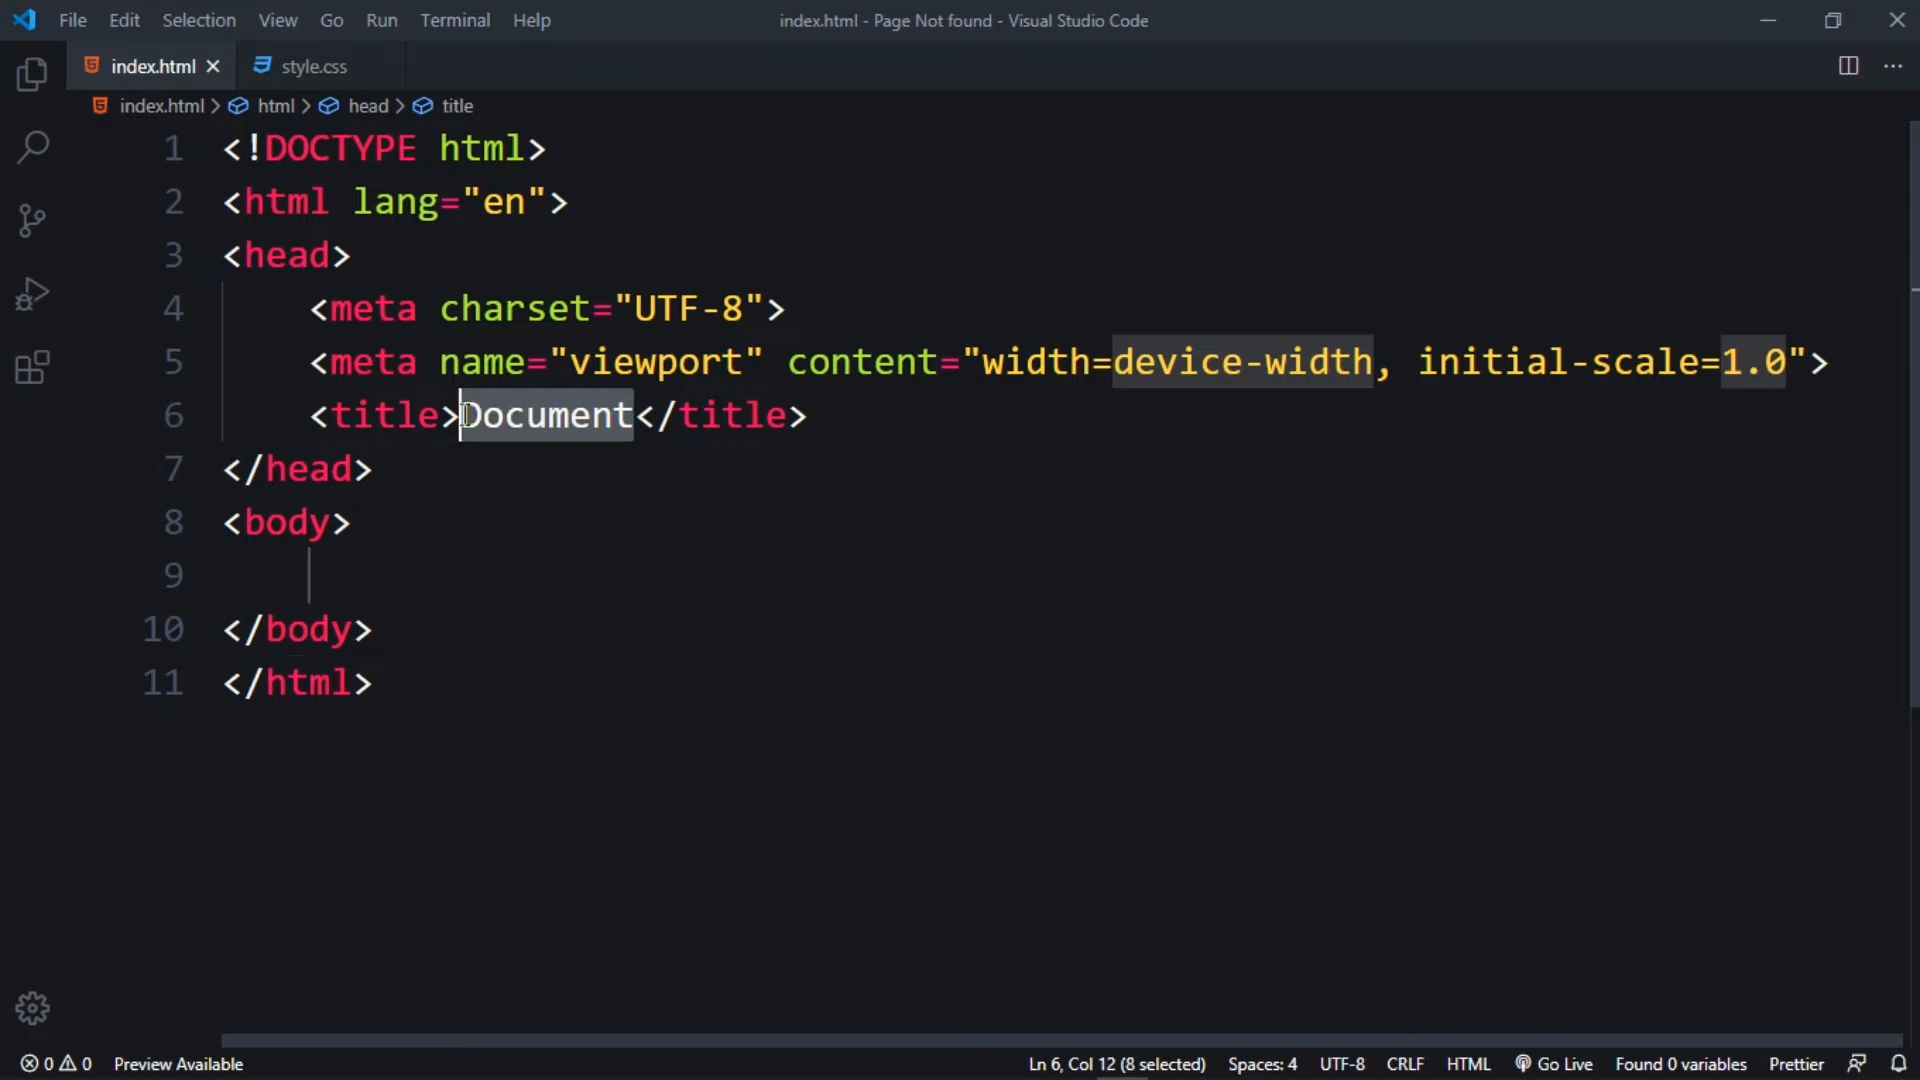 File Edit Selection View Go Run Terminal Help index.html - Page Not found - Visual Studio Code
index.html style.css
index.html > html > head > title
1 <!DOCTYPE html>
2 <html lang="en">
3 <head>
4 <meta charset="UTF-8">
5 <meta name="viewport" content="width=device-width, initial-scale=1.0">
6 <title>Document</title>
7 </head>
8 <body>
9
10 </body>
11 </html>
0 0 Preview Available Ln 6, Col 12 (8 selected) Spaces: 4 UTF-8 CRLF HTML Go Live Found 0 variables Prettier